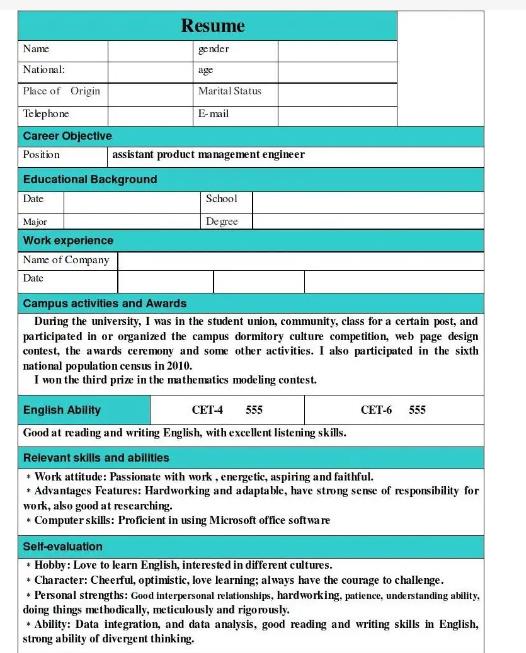 Resume
Name gender
National: age
Place of Origin Marital Status
Telephone E-mail
Career Objective
Position assistant product management engineer
Educational Background
Date School
Major Degree
Work experience
Name of Company
Date
Campus activities and Awards
During the university, I was in the student union, community, class for a certain post, and
participated in or organized the campus dormitory culture competition, web page design
contest, the awards ceremony and some other activities. I also participated in the sixth
national population census in 2010.
I won the third prize in the mathematics modeling contest.
English Ability CET-4 555 CET-6 555
Good at reading and writing English, with excellent listening skills.
Relevant skills and abilities
* Work attitude: Passionate with work , energetic, aspiring and faithful.
* Advantages Features: Hardworking and adaptable, have strong sense of responsibility for
work, also good at researching.
* Computer skills: Proficient in using Microsoft office software
Self-evaluation
* Hobby: Love to learn English, interested in different cultures.
* Character: Cheerful, optimistic, love learning; always have the courage to challenge.
* Personal strengths: Good interpersonal relationships, hardworking, patience, understanding ability,
doing things methodically, meticulously and rigorously.
* Ability: Data integration, and data analysis, good reading and writing skills in English,
strong ability of divergent thinking.